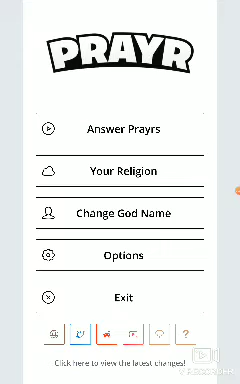 PRAYR
Answer Prayrs
Your Religion
Change God Name
Options
Exit
?
Click here to view the latest changes!